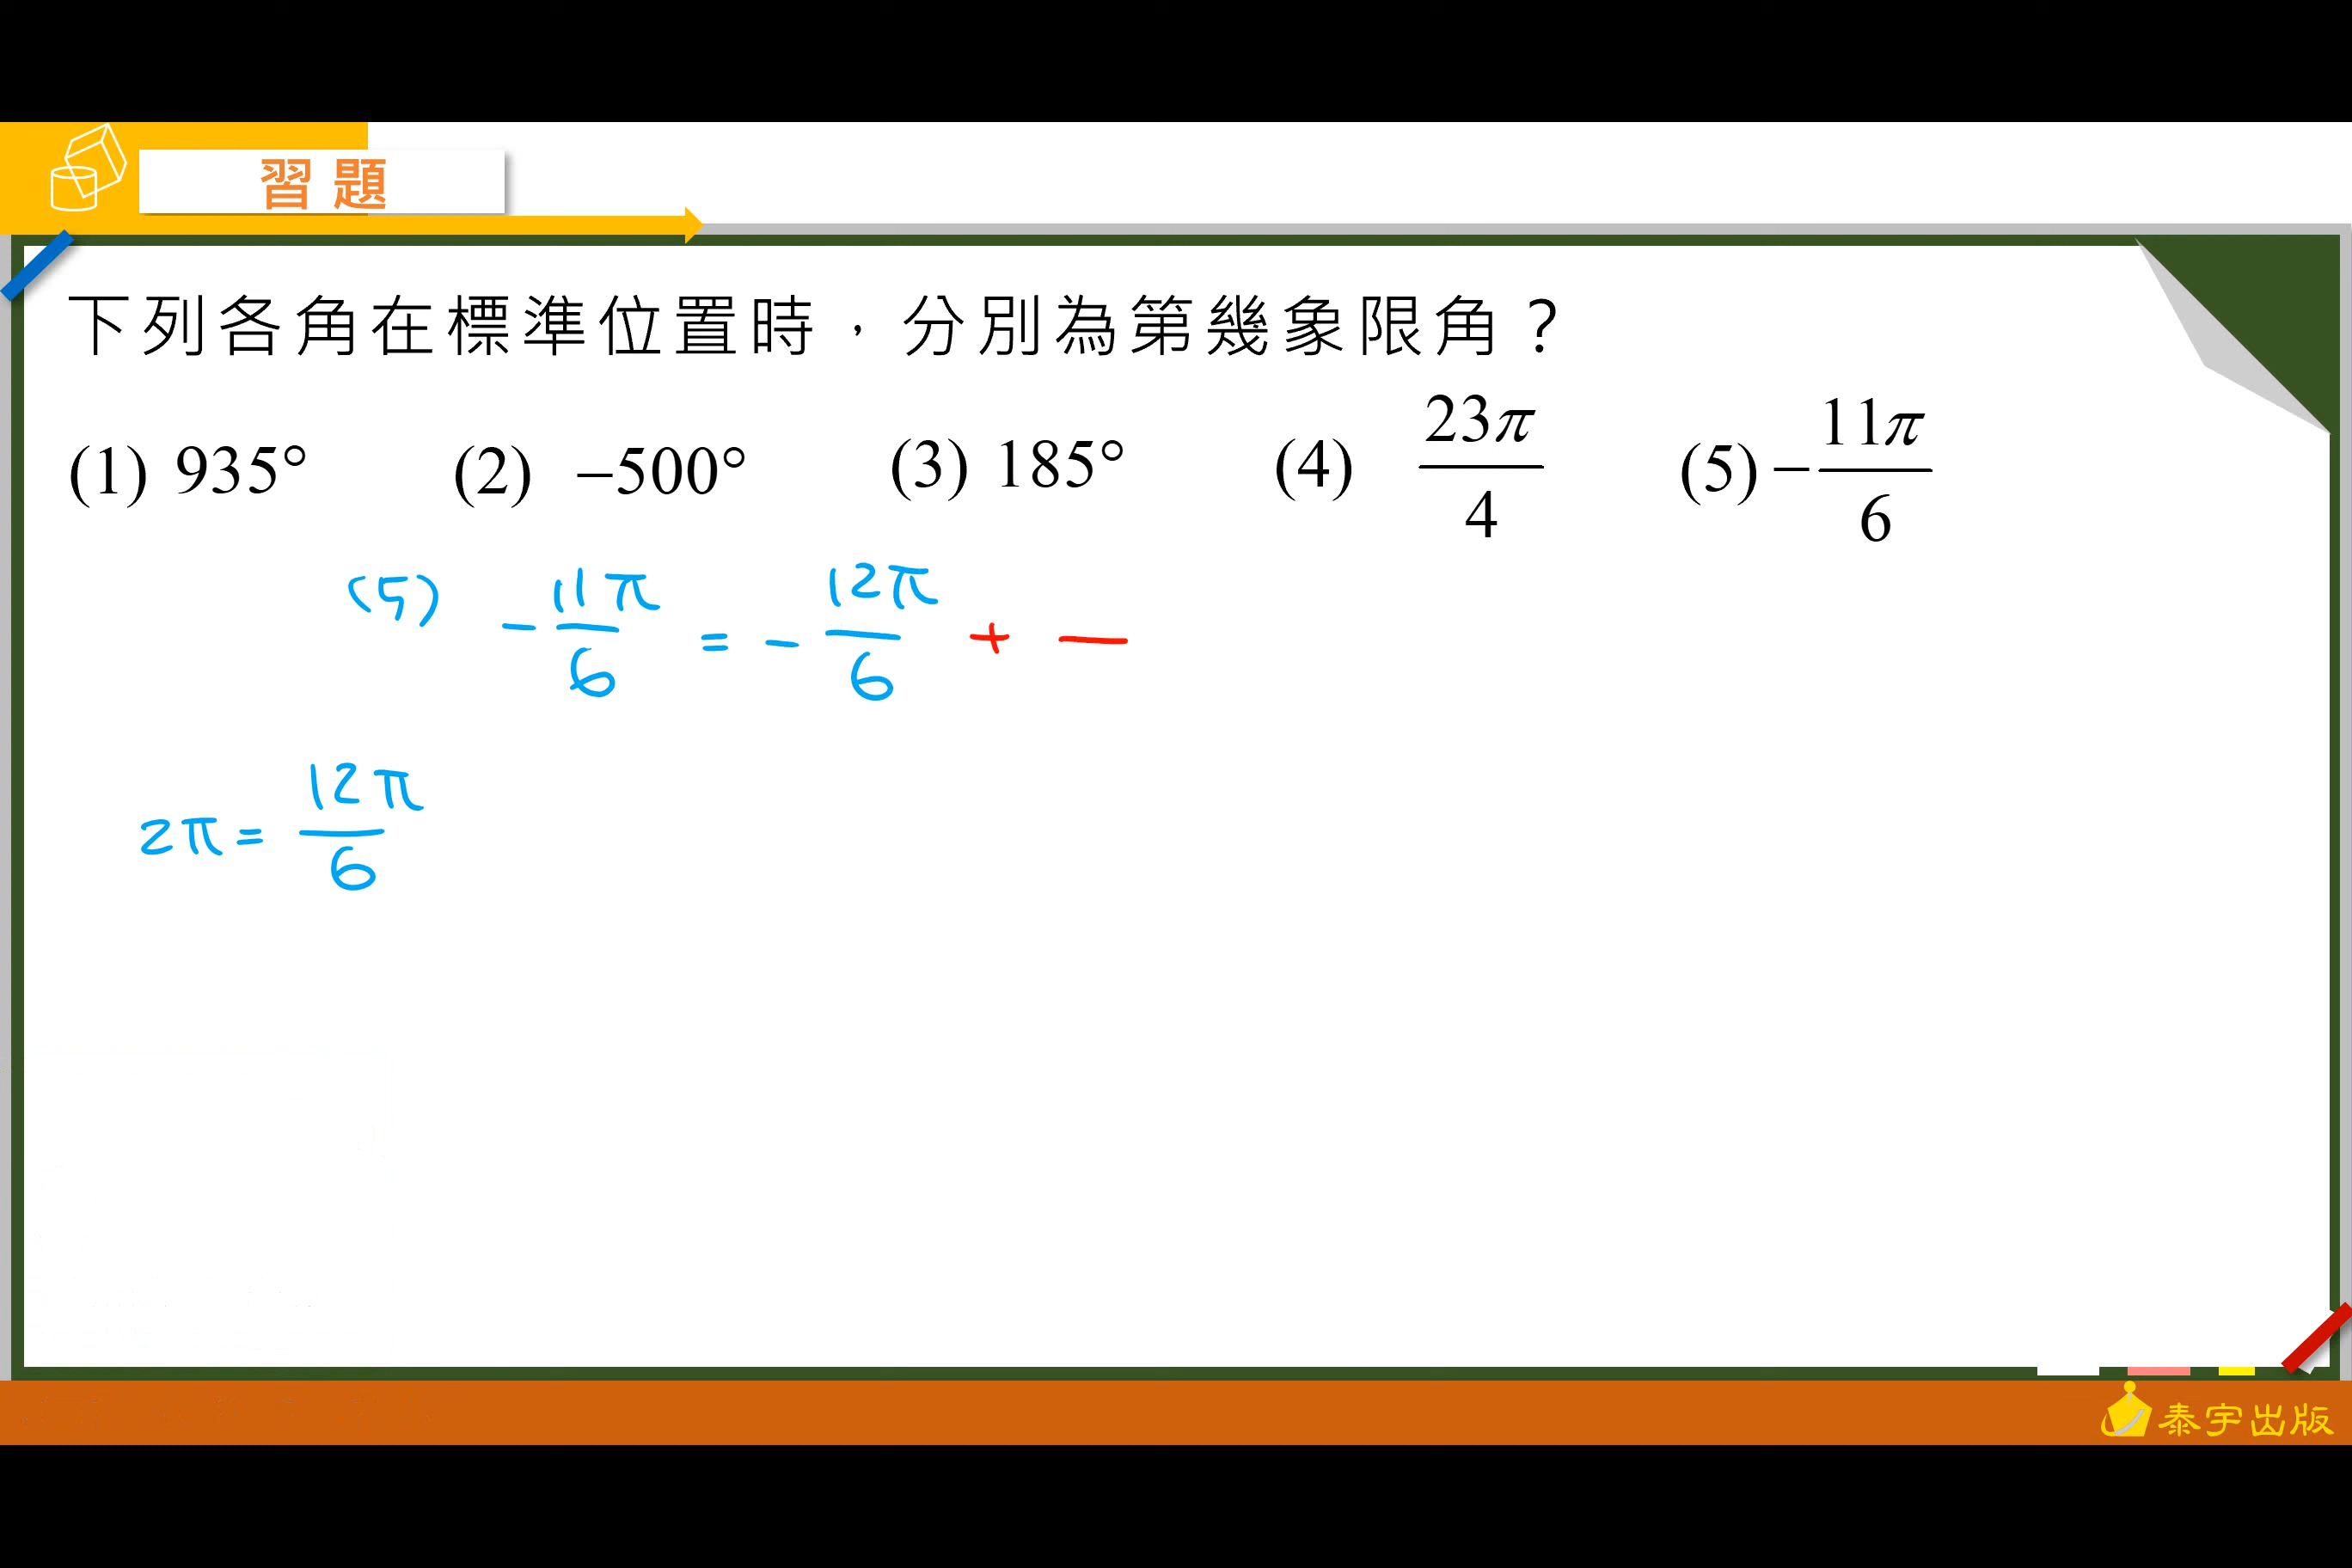 習題
下列各角在標準位置時，分別為第幾象限角？
(1) 935° (2) −500° (3) 185° (4) 23π/4 (5) −11π/6
(5) −11π/6 = −12π/6 + —
2π = 12π/6
泰宇出版